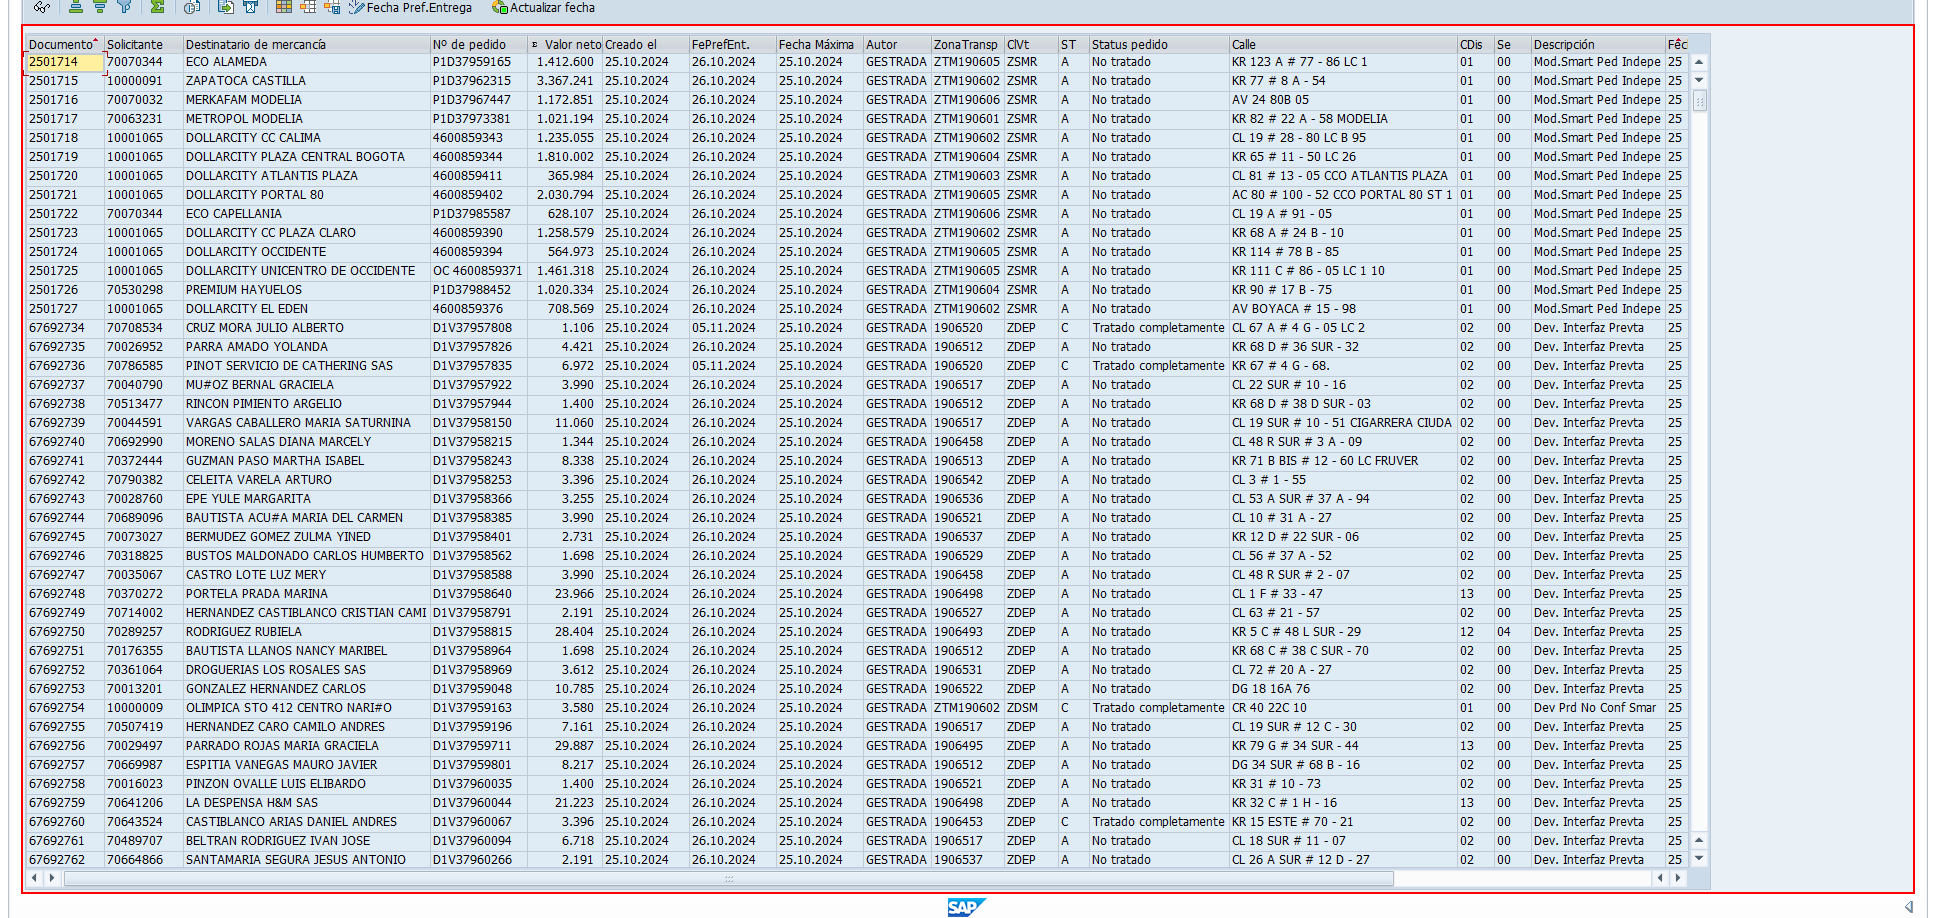 Fecha Pref.Entrega Actualizar fecha
Documento Solicitante Destinatario de mercancía Nº de pedido Σ Valor neto Creado el FePrefEnt. Fecha Máxima Autor ZonaTransp ClVt ST Status pedido Calle CDis Se Descripción Fec
2501714 70070344 ECO ALAMEDA P1D37959165 1.412.600 25.10.2024 26.10.2024 25.10.2024 GESTRADA ZTM190605 ZSMR A No tratado KR 123 A # 77 - 86 LC 1 01 00 Mod.Smart Ped Indepe 25
2501715 10000091 ZAPATOCA CASTILLA P1D37962315 3.367.241 25.10.2024 26.10.2024 25.10.2024 GESTRADA ZTM190602 ZSMR A No tratado KR 77 # 8 A - 54 01 00 Mod.Smart Ped Indepe 25
2501716 70070032 MERKAFAM MODELIA P1D37967447 1.172.851 25.10.2024 26.10.2024 25.10.2024 GESTRADA ZTM190606 ZSMR A No tratado AV 24 80B 05 01 00 Mod.Smart Ped Indepe 25
2501717 70063231 METROPOL MODELIA P1D37973381 1.021.194 25.10.2024 26.10.2024 25.10.2024 GESTRADA ZTM190601 ZSMR A No tratado KR 82 # 22 A - 58 MODELIA 01 00 Mod.Smart Ped Indepe 25
2501718 10001065 DOLLARCITY CC CALIMA 4600859343 1.235.055 25.10.2024 26.10.2024 25.10.2024 GESTRADA ZTM190602 ZSMR A No tratado CL 19 # 28 - 80 LC B 95 01 00 Mod.Smart Ped Indepe 25
2501719 10001065 DOLLARCITY PLAZA CENTRAL BOGOTA 4600859344 1.810.002 25.10.2024 26.10.2024 25.10.2024 GESTRADA ZTM190604 ZSMR A No tratado KR 65 # 11 - 50 LC 26 01 00 Mod.Smart Ped Indepe 25
2501720 10001065 DOLLARCITY ATLANTIS PLAZA 4600859411 365.984 25.10.2024 26.10.2024 25.10.2024 GESTRADA ZTM190603 ZSMR A No tratado CL 81 # 13 - 05 CCO ATLANTIS PLAZA 01 00 Mod.Smart Ped Indepe 25
2501721 10001065 DOLLARCITY PORTAL 80 4600859402 2.030.794 25.10.2024 26.10.2024 25.10.2024 GESTRADA ZTM190605 ZSMR A No tratado AC 80 # 100 - 52 CCO PORTAL 80 ST 1 01 00 Mod.Smart Ped Indepe 25
2501722 70070344 ECO CAPELLANIA P1D37985587 628.107 25.10.2024 26.10.2024 25.10.2024 GESTRADA ZTM190606 ZSMR A No tratado CL 19 A # 91 - 05 01 00 Mod.Smart Ped Indepe 25
2501723 10001065 DOLLARCITY CC PLAZA CLARO 4600859390 1.258.579 25.10.2024 26.10.2024 25.10.2024 GESTRADA ZTM190602 ZSMR A No tratado KR 68 A # 24 B - 10 01 00 Mod.Smart Ped Indepe 25
2501724 10001065 DOLLARCITY OCCIDENTE 4600859394 564.973 25.10.2024 26.10.2024 25.10.2024 GESTRADA ZTM190605 ZSMR A No tratado KR 114 # 78 B - 85 01 00 Mod.Smart Ped Indepe 25
2501725 10001065 DOLLARCITY UNICENTRO DE OCCIDENTE OC 4600859371 1.461.318 25.10.2024 26.10.2024 25.10.2024 GESTRADA ZTM190605 ZSMR A No tratado KR 111 C # 86 - 05 LC 1 10 01 00 Mod.Smart Ped Indepe 25
2501726 70530298 PREMIUM HAYUELOS P1D37988452 1.020.334 25.10.2024 26.10.2024 25.10.2024 GESTRADA ZTM190604 ZSMR A No tratado KR 90 # 17 B - 75 01 00 Mod.Smart Ped Indepe 25
2501727 10001065 DOLLARCITY EL EDEN 4600859376 708.569 25.10.2024 26.10.2024 25.10.2024 GESTRADA ZTM190602 ZSMR A No tratado AV BOYACA # 15 - 98 01 00 Mod.Smart Ped Indepe 25
67692734 70708534 CRUZ MORA JULIO ALBERTO D1V37957808 1.106 25.10.2024 05.11.2024 26.10.2024 GESTRADA 1906520 ZDEP C Tratado completamente CL 67 A # 4 G - 05 LC 2 02 00 Dev. Interfaz Prevta 25
67692735 70026952 PARRA AMADO YOLANDA D1V37957826 4.421 25.10.2024 26.10.2024 26.10.2024 GESTRADA 1906512 ZDEP A No tratado KR 68 D # 36 SUR - 32 02 00 Dev. Interfaz Prevta 25
67692736 70786585 PINOT SERVICIO DE CATHERING SAS D1V37957835 6.972 25.10.2024 05.11.2024 26.10.2024 GESTRADA 1906520 ZDEP C Tratado completamente KR 67 # 4 G - 68. 02 00 Dev. Interfaz Prevta 25
67692737 70040790 MU#OZ BERNAL GRACIELA D1V37957922 3.990 25.10.2024 26.10.2024 26.10.2024 GESTRADA 1906517 ZDEP A No tratado CL 22 SUR # 10 - 16 02 00 Dev. Interfaz Prevta 25
67692738 70513477 RINCON PIMIENTO ARGELIO D1V37957944 1.400 25.10.2024 26.10.2024 26.10.2024 GESTRADA 1906512 ZDEP A No tratado KR 68 D # 38 D SUR - 03 02 00 Dev. Interfaz Prevta 25
67692739 70044591 VARGAS CABALLERO MARIA SATURNINA D1V37958150 11.060 25.10.2024 26.10.2024 26.10.2024 GESTRADA 1906517 ZDEP A No tratado CL 19 SUR # 10 - 51 CIGARRERA CIUDA 02 00 Dev. Interfaz Prevta 25
67692740 70692990 MORENO SALAS DIANA MARCELY D1V37958215 1.344 25.10.2024 26.10.2024 26.10.2024 GESTRADA 1906458 ZDEP A No tratado CL 48 R SUR # 3 A - 09 02 00 Dev. Interfaz Prevta 25
67692741 70372444 GUZMAN PASO MARTHA ISABEL D1V37958243 8.338 25.10.2024 26.10.2024 26.10.2024 GESTRADA 1906513 ZDEP A No tratado KR 71 B BIS # 12 - 60 LC FRUVER 02 00 Dev. Interfaz Prevta 25
67692742 70790382 CELEITA VARELA ARTURO D1V37958253 3.396 25.10.2024 26.10.2024 26.10.2024 GESTRADA 1906542 ZDEP A No tratado CL 3 # 1 - 55 02 00 Dev. Interfaz Prevta 25
67692743 70028760 EPE YULE MARGARITA D1V37958366 3.255 25.10.2024 26.10.2024 26.10.2024 GESTRADA 1906536 ZDEP A No tratado CL 53 A SUR # 37 A - 94 02 00 Dev. Interfaz Prevta 25
67692744 70689096 BAUTISTA ACU#A MARIA DEL CARMEN D1V37958385 3.990 25.10.2024 26.10.2024 26.10.2024 GESTRADA 1906521 ZDEP A No tratado CL 10 # 31 A - 27 02 00 Dev. Interfaz Prevta 25
67692745 70073027 BERMUDEZ GOMEZ ZULMA YINED D1V37958401 2.731 25.10.2024 26.10.2024 26.10.2024 GESTRADA 1906537 ZDEP A No tratado KR 12 D # 22 SUR - 06 02 00 Dev. Interfaz Prevta 25
67692746 70318825 BUSTOS MALDONADO CARLOS HUMBERTO D1V37958562 1.698 25.10.2024 26.10.2024 26.10.2024 GESTRADA 1906529 ZDEP A No tratado CL 56 # 37 A - 52 02 00 Dev. Interfaz Prevta 25
67692747 70035067 CASTRO LOTE LUZ MERY D1V37958588 3.990 25.10.2024 26.10.2024 26.10.2024 GESTRADA 1906458 ZDEP A No tratado CL 48 R SUR # 2 - 07 02 00 Dev. Interfaz Prevta 25
67692748 70370272 PORTELA PRADA MARINA D1V37958640 23.966 25.10.2024 26.10.2024 26.10.2024 GESTRADA 1906498 ZDEP A No tratado CL 1 F # 33 - 47 13 00 Dev. Interfaz Prevta 25
67692749 70714002 HERNANDEZ CASTIBLANCO CRISTIAN CAMI D1V37958791 2.191 25.10.2024 26.10.2024 26.10.2024 GESTRADA 1906527 ZDEP A No tratado CL 63 # 21 - 57 02 00 Dev. Interfaz Prevta 25
67692750 70289257 RODRIGUEZ RUBIELA D1V37958815 28.404 25.10.2024 26.10.2024 26.10.2024 GESTRADA 1906493 ZDEP A No tratado KR 5 C # 48 L SUR - 29 12 04 Dev. Interfaz Prevta 25
67692751 70176355 BAUTISTA LLANOS NANCY MARIBEL D1V37958964 1.698 25.10.2024 26.10.2024 26.10.2024 GESTRADA 1906512 ZDEP A No tratado KR 68 C # 38 C SUR - 70 02 00 Dev. Interfaz Prevta 25
67692752 70361064 DROGUERIAS LOS ROSALES SAS D1V37958969 3.612 25.10.2024 26.10.2024 26.10.2024 GESTRADA 1906531 ZDEP A No tratado CL 72 # 20 A - 27 02 00 Dev. Interfaz Prevta 25
67692753 70013201 GONZALEZ HERNANDEZ CARLOS D1V37959048 10.785 25.10.2024 26.10.2024 26.10.2024 GESTRADA 1906522 ZDEP A No tratado DG 18 16A 76 02 00 Dev. Interfaz Prevta 25
67692754 10000009 OLIMPICA STO 412 CENTRO NARI#O D1V37959163 3.580 25.10.2024 26.10.2024 26.10.2024 GESTRADA ZTM190602 ZDSM C Tratado completamente CR 40 22C 10 01 00 Dev Prd No Conf Smar 25
67692755 70507419 HERNANDEZ CARO CAMILO ANDRES D1V37959196 7.161 25.10.2024 26.10.2024 26.10.2024 GESTRADA 1906517 ZDEP A No tratado CL 19 SUR # 12 C - 30 02 00 Dev. Interfaz Prevta 25
67692756 70029497 PARRADO ROJAS MARIA GRACIELA D1V37959711 29.887 25.10.2024 26.10.2024 26.10.2024 GESTRADA 1906495 ZDEP A No tratado KR 79 G # 34 SUR - 44 13 00 Dev. Interfaz Prevta 25
67692757 70669987 ESPITIA VANEGAS MAURO JAVIER D1V37959801 8.217 25.10.2024 26.10.2024 26.10.2024 GESTRADA 1906512 ZDEP A No tratado DG 34 SUR # 68 B - 16 02 00 Dev. Interfaz Prevta 25
67692758 70016023 PINZON OVALLE LUIS ELIBARDO D1V37960035 1.400 25.10.2024 26.10.2024 26.10.2024 GESTRADA 1906521 ZDEP A No tratado KR 31 # 10 - 73 02 00 Dev. Interfaz Prevta 25
67692759 70641206 LA DESPENSA H&M SAS D1V37960044 21.223 25.10.2024 26.10.2024 26.10.2024 GESTRADA 1906498 ZDEP A No tratado KR 32 C # 1 H - 16 13 00 Dev. Interfaz Prevta 25
67692760 70643524 CASTIBLANCO ARIAS DANIEL ANDRES D1V37960067 3.396 25.10.2024 26.10.2024 26.10.2024 GESTRADA 1906453 ZDEP C Tratado completamente KR 15 ESTE # 70 - 21 02 00 Dev. Interfaz Prevta 25
67692761 70489707 BELTRAN RODRIGUEZ IVAN JOSE D1V37960094 6.718 25.10.2024 26.10.2024 26.10.2024 GESTRADA 1906517 ZDEP A No tratado CL 18 SUR # 11 - 07 02 00 Dev. Interfaz Prevta 25
67692762 70664866 SANTAMARIA SEGURA JESUS ANTONIO D1V37960266 2.191 25.10.2024 26.10.2024 26.10.2024 GESTRADA 1906537 ZDEP A No tratado CL 26 A SUR # 12 D - 27 02 00 Dev. Interfaz Prevta 25
SAP